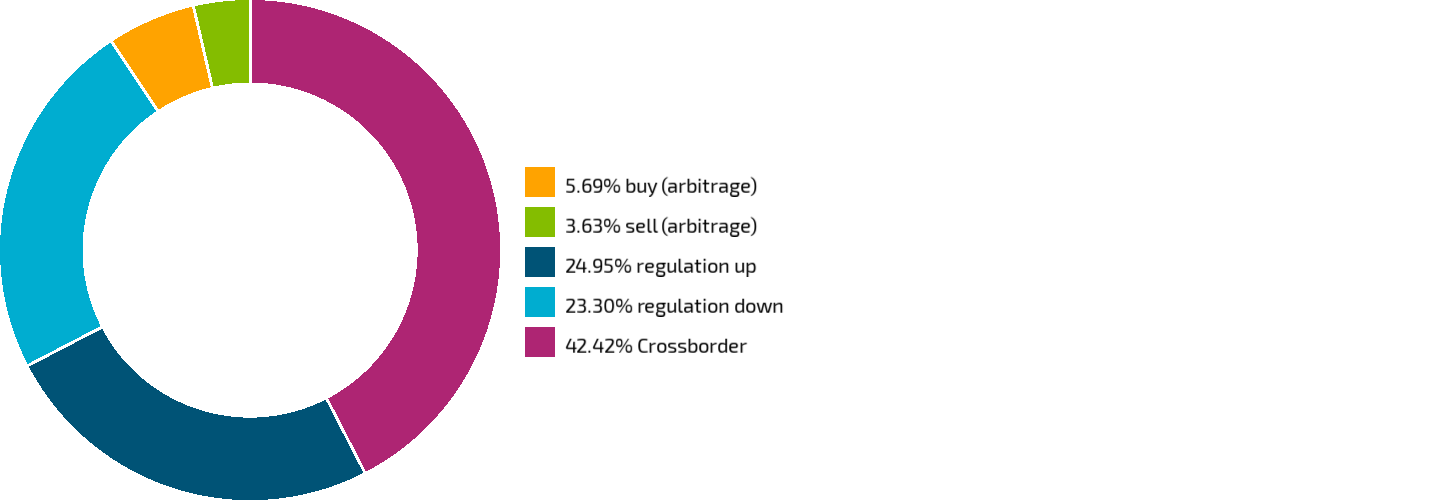 5.69% buy (arbitrage)
3.63% sell (arbitrage)
24.95% regulation up
23.30% regulation down
42.42% Crossborder